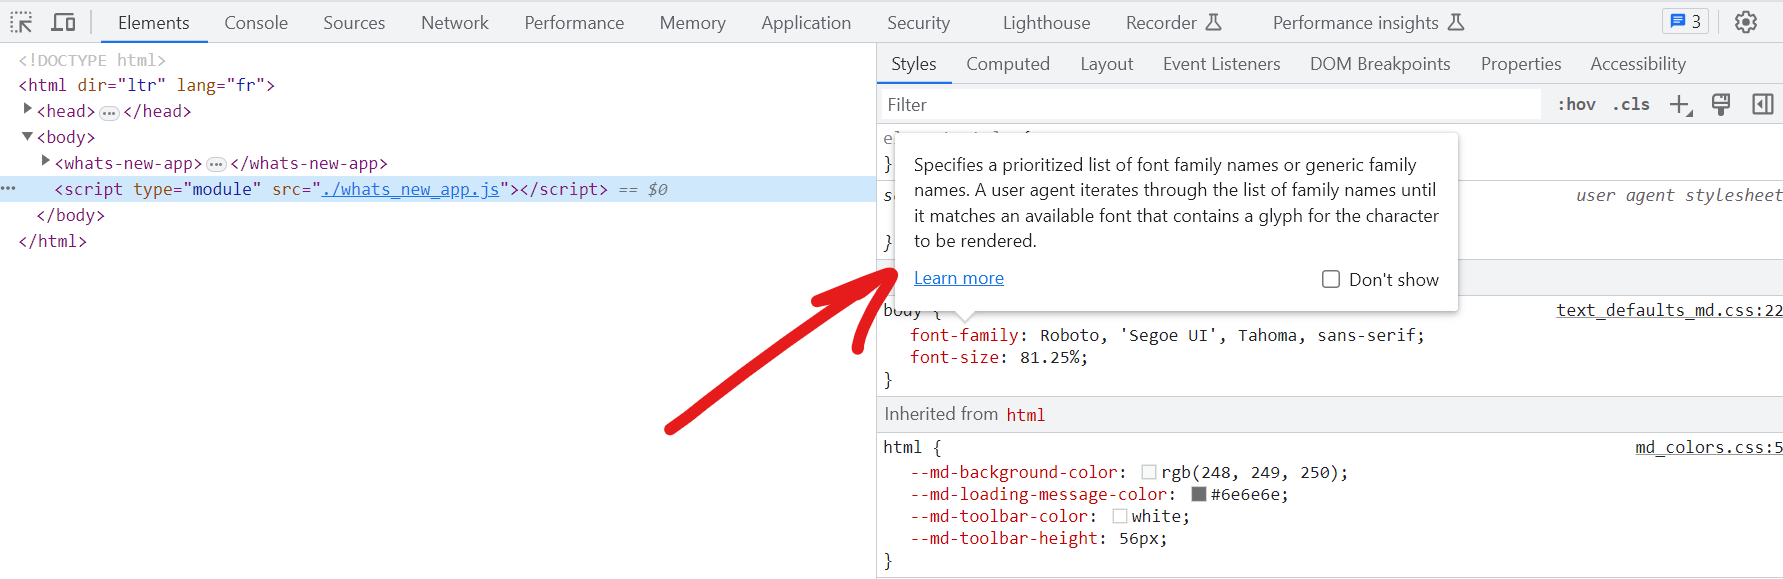 Elements Console Sources Network Performance Memory Application Security Lighthouse Recorder Performance insights 3
<!DOCTYPE html>
<html dir="ltr" lang="fr">
<head> … </head>
<body>
<whats-new-app> … </whats-new-app>
<script type="module" src="./whats_new_app.js"></script> == $0
</body>
</html>
Styles Computed Layout Event Listeners DOM Breakpoints Properties Accessibility
Filter :hov .cls
}
user agent stylesheet
}
Specifies a prioritized list of font family names or generic family
names. A user agent iterates through the list of family names until
it matches an available font that contains a glyph for the character
to be rendered.
Learn more Don't show
body { text_defaults_md.css:22
font-family: Roboto, 'Segoe UI', Tahoma, sans-serif;
font-size: 81.25%;
}
Inherited from html
html { md_colors.css:5
--md-background-color: rgb(248, 249, 250);
--md-loading-message-color: #6e6e6e;
--md-toolbar-color: white;
--md-toolbar-height: 56px;
}